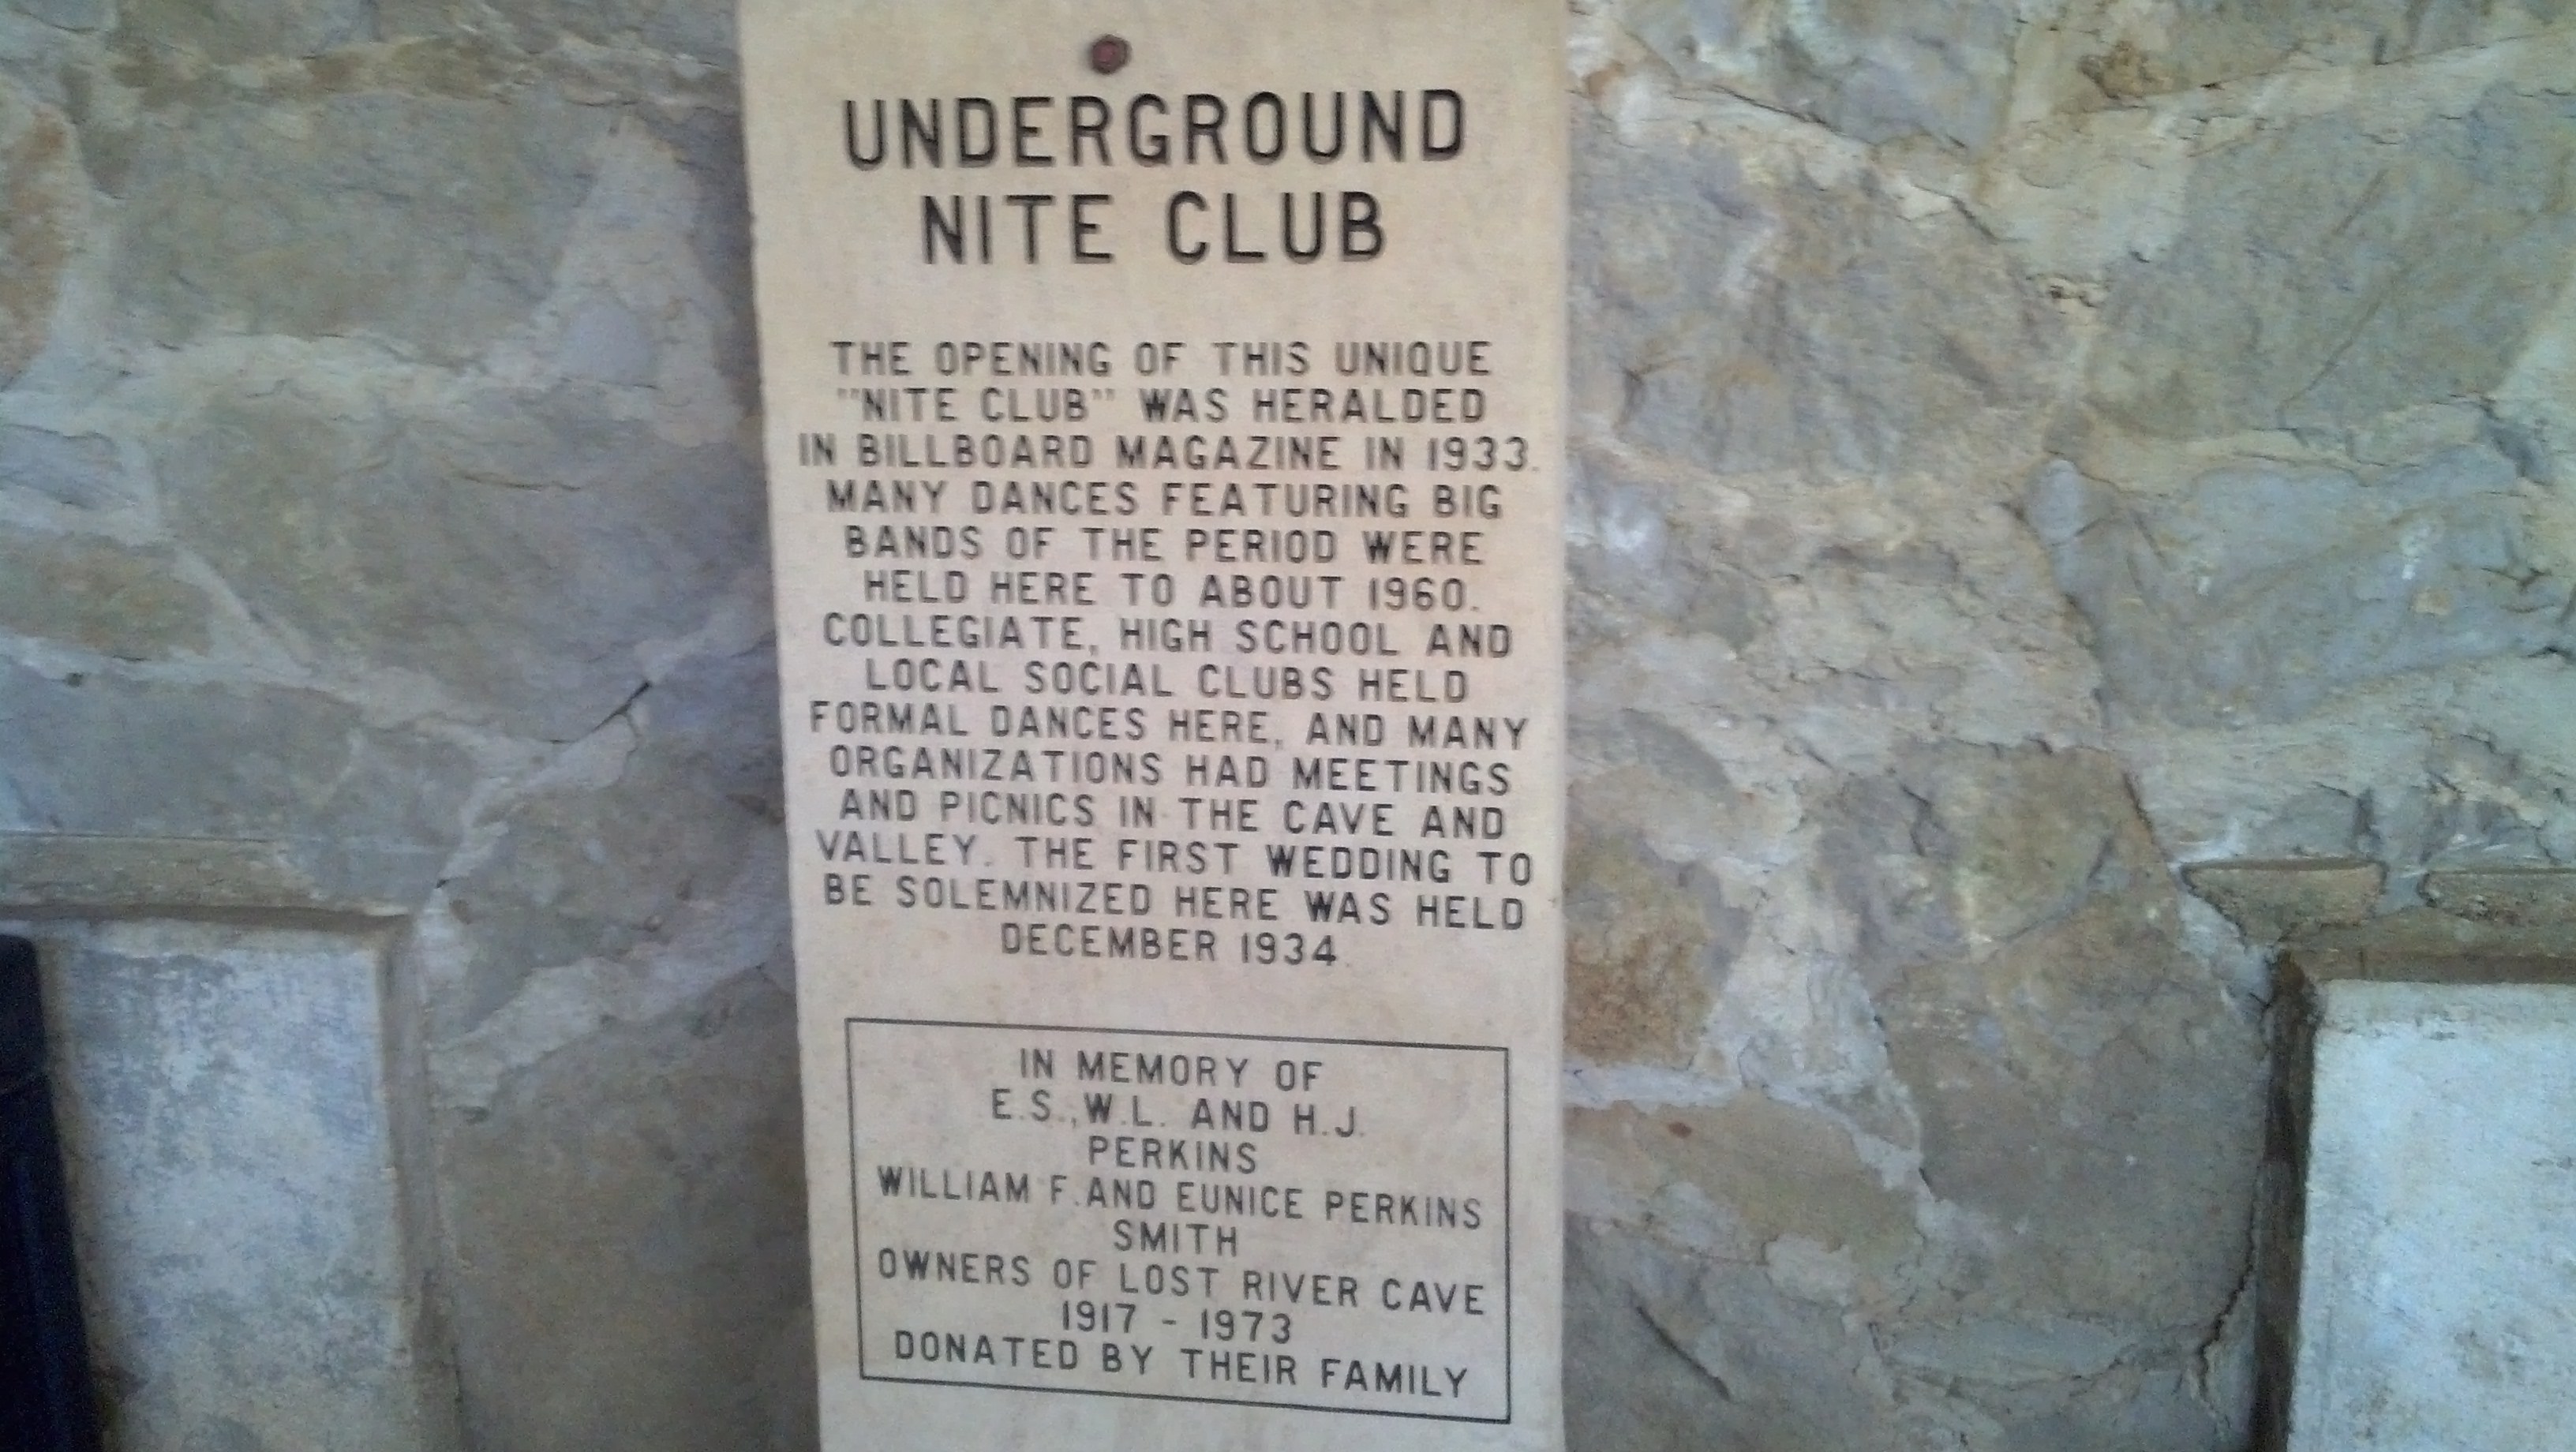 UNDERGROUND
NITE CLUB
THE OPENING OF THIS UNIQUE
"NITE CLUB" WAS HERALDED
IN BILLBOARD MAGAZINE IN 1933.
MANY DANCES FEATURING BIG
BANDS OF THE PERIOD WERE
HELD HERE TO ABOUT 1960.
COLLEGIATE, HIGH SCHOOL AND
LOCAL SOCIAL CLUBS HELD
FORMAL DANCES HERE, AND MANY
ORGANIZATIONS HAD MEETINGS
AND PICNICS IN THE CAVE AND
VALLEY. THE FIRST WEDDING TO
BE SOLEMNIZED HERE WAS HELD
DECEMBER 1934.
IN MEMORY OF
E.S., W.L. AND H.J.
PERKINS
WILLIAM F. AND EUNICE PERKINS
SMITH
OWNERS OF LOST RIVER CAVE
1917 - 1973
DONATED BY THEIR FAMILY